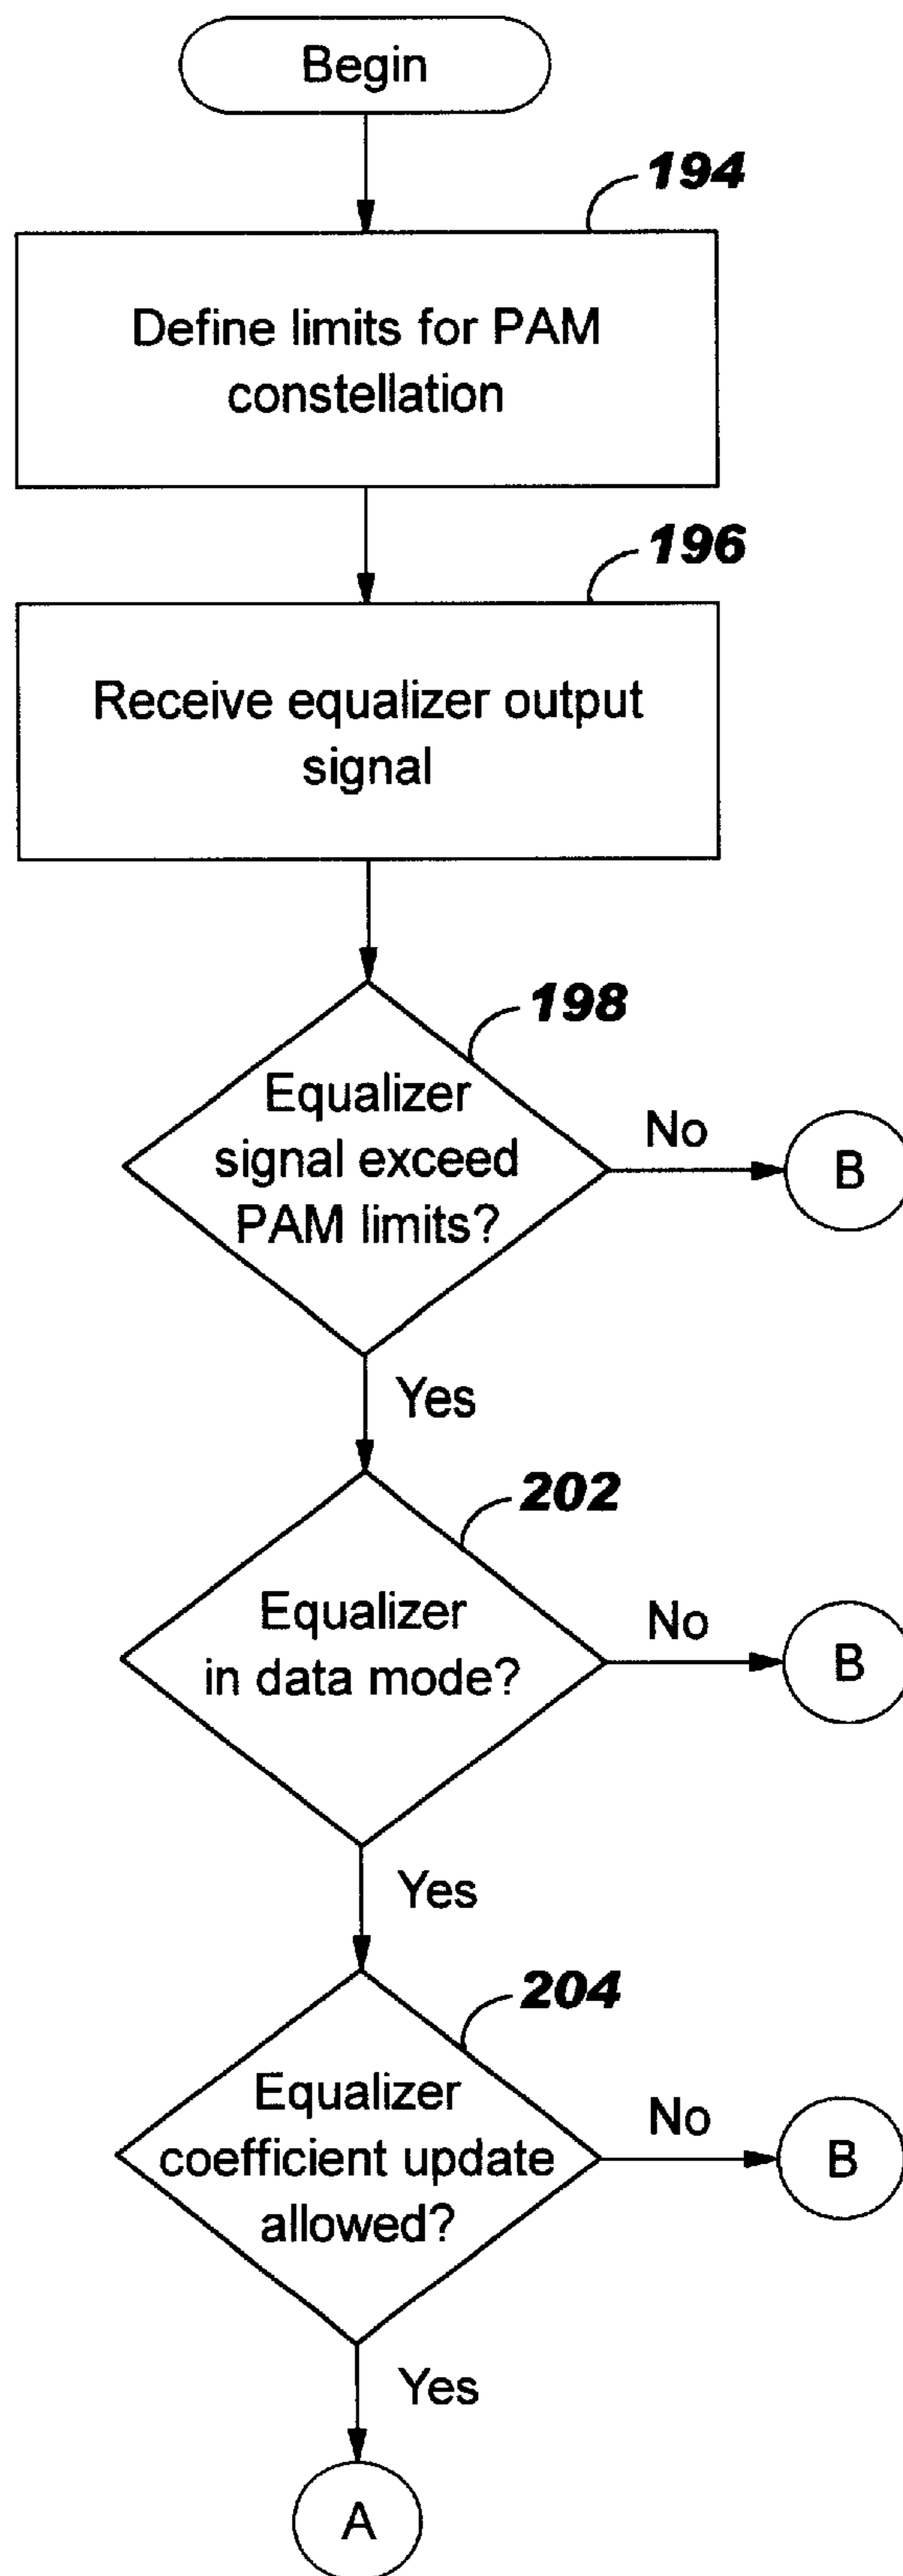 Begin
194
Define limits for PAM
constellation
196
Receive equalizer output
signal
198
Equalizer
signal exceed
PAM limits?
No
B
Yes
202
Equalizer
in data mode?
No
B
Yes
204
Equalizer
coefficient update
allowed?
No
B
Yes
A